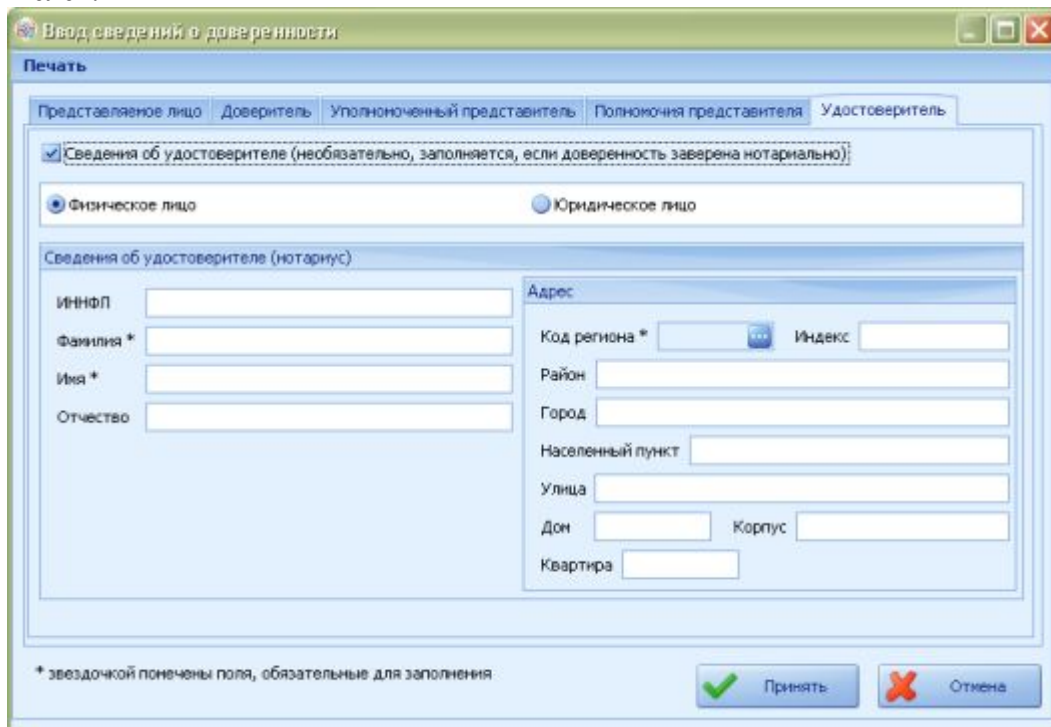 Ввод сведений о доверенности
Печать
Представляемое лицо Доверитель Уполномоченный представитель Полномочия представителя Удостоверитель
Сведения об удостоверителе (необязательно, заполняется, если доверенность заверена нотариально)
Физическое лицо Юридическое лицо
Сведения об удостоверителе (нотариус)
Адрес
ИННФЛ
Фамилия *
Имя *
Отчество
Код региона * ... Индекс
Район
Город
Населенный пункт
Улица
Дом Корпус
Квартира
* звездочкой помечены поля, обязательные для заполнения
Принять Отмена